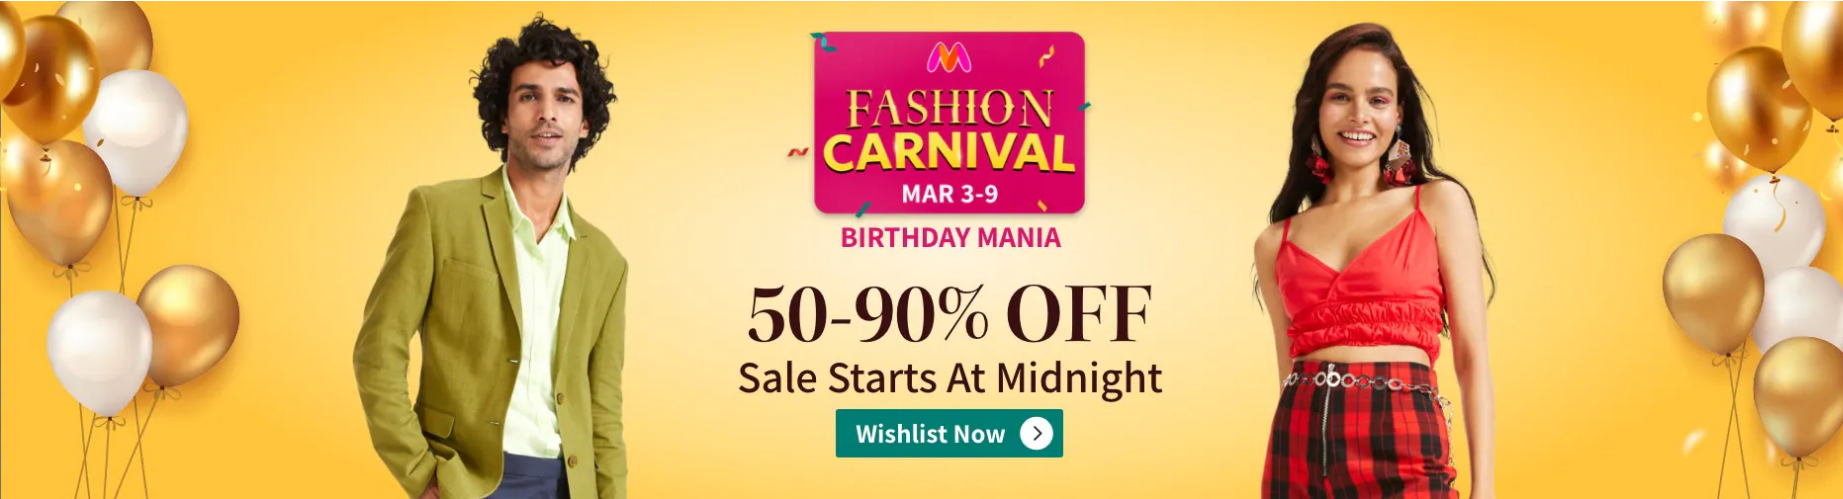 FASHION
CARNIVAL
MAR 3-9
BIRTHDAY MANIA
50-90% OFF
Sale Starts At Midnight
Wishlist Now